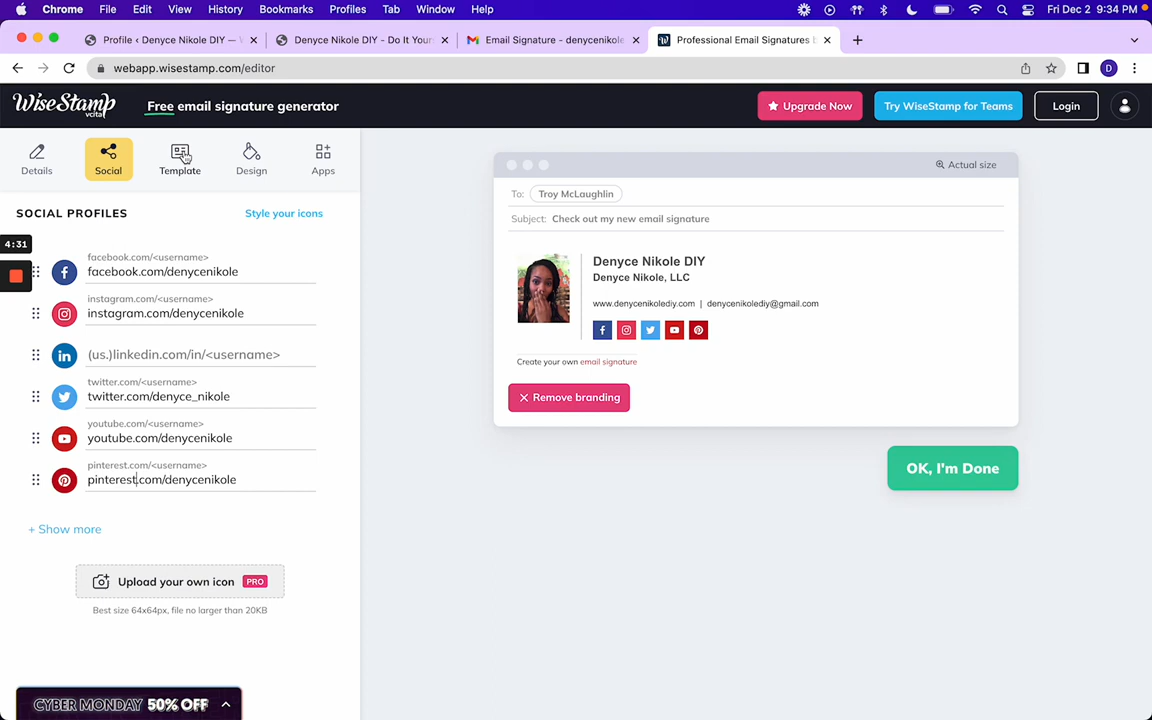 Chrome File Edit View History Bookmarks Profiles Tab Window Help Fri Dec 2 9:34 PM
Profile ‹ Denyce Nikole DIY — Denyce Nikole DIY - Do It Your Email Signature - denycenikole Professional Email Signatures
webapp.wisestamp.com/editor D
WiseStamp
vcita
Free email signature generator
Upgrade Now
Try WiseStamp for Teams
Login
Details Social Template Design Apps
SOCIAL PROFILES Style your icons
4:31
facebook.com/<username>
facebook.com/denycenikole
instagram.com/<username>
instagram.com/denycenikole
(us.)linkedin.com/in/<username>
twitter.com/<username>
twitter.com/denyce_nikole
youtube.com/<username>
youtube.com/denycenikole
pinterest.com/<username>
pinterest.com/denycenikole
+ Show more
Upload your own icon PRO
Best size 64x64px, file no larger than 20KB
CYBER MONDAY 50% OFF
Actual size
To: Troy McLaughlin
Subject: Check out my new email signature
Denyce Nikole DIY
Denyce Nikole, LLC
www.denycenikolediy.com | denycenikolediy@gmail.com
Create your own email signature
Remove branding
OK, I'm Done